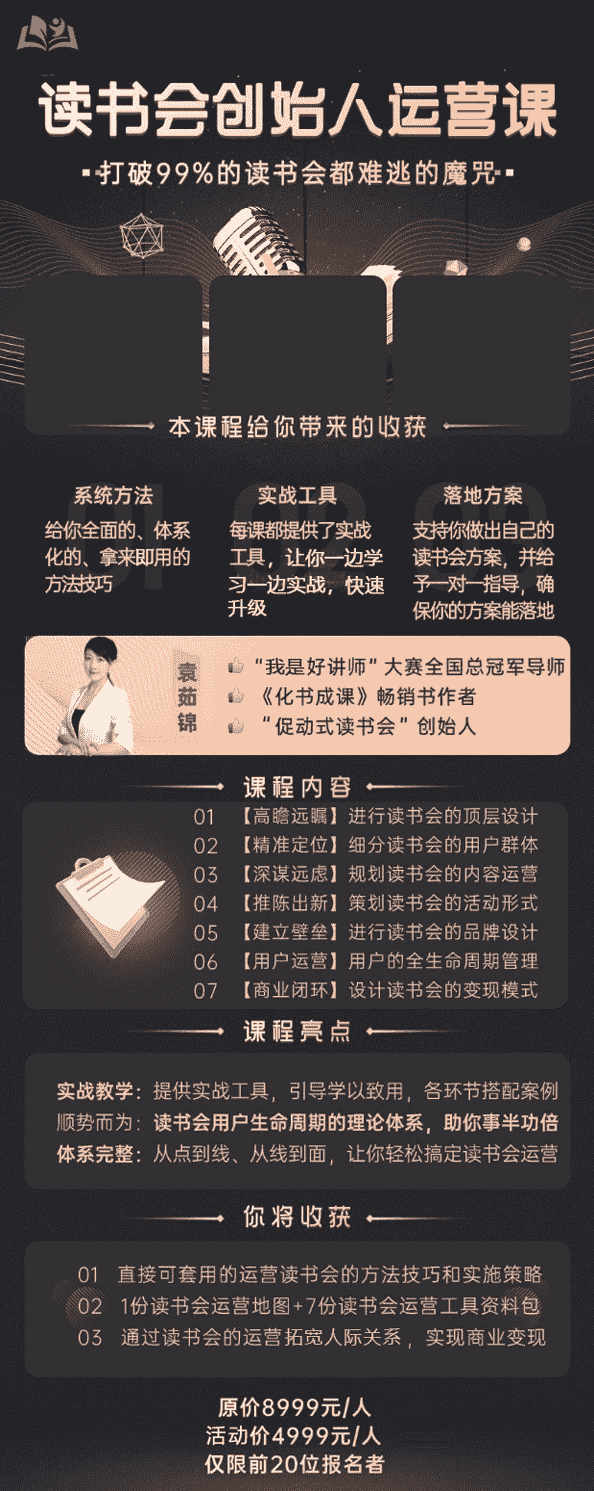 读书会创始人运营课
打破99%的读书会都难逃的魔咒
本课程给你带来的收获
01
系统方法
给你全面的、体系
化的、拿来即用的
方法技巧
02
实战工具
每课都提供了实战
工具，让你一边学
习一边实战，快速
升级
03
落地方案
支持你做出自己的
读书会方案，并给
予一对一指导，确
保你的方案能落地
袁茹锦
“我是好讲师”大赛全国总冠军导师
《化书成课》畅销书作者
“促动式读书会”创始人
课程内容
01 【高瞻远瞩】进行读书会的顶层设计
02 【精准定位】细分读书会的用户群体
03 【深谋远虑】规划读书会的内容运营
04 【推陈出新】策划读书会的活动形式
05 【建立壁垒】进行读书会的品牌设计
06 【用户运营】用户的全生命周期管理
07 【商业闭环】设计读书会的变现模式
课程亮点
实战教学：提供实战工具，引导学以致用，各环节搭配案例
顺势而为：读书会用户生命周期的理论体系，助你事半功倍
体系完整：从点到线、从线到面，让你轻松搞定读书会运营
你将收获
01 直接可套用的运营读书会的方法技巧和实施策略
02 1份读书会运营地图+7份读书会运营工具资料包
03 通过读书会的运营拓宽人际关系，实现商业变现
原价8999元/人
活动价4999元/人
仅限前20位报名者